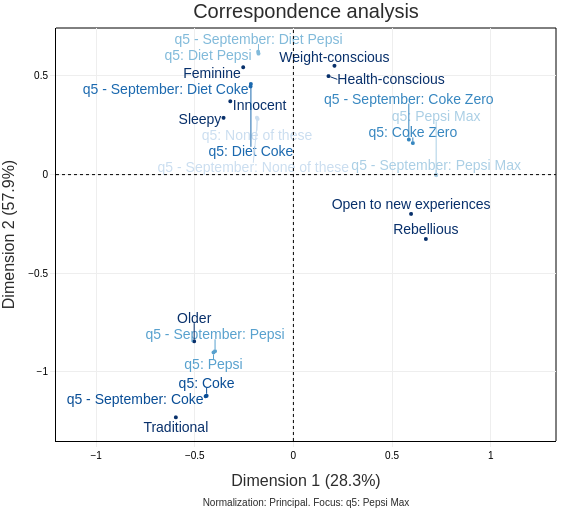 Correspondence analysis
q5 - September: Diet Pepsi
q5: Diet Pepsi
Weight-conscious
Feminine
0.5
Health-conscious
q5 - September: Diet Coke
q5 - September: Coke Zero
Innocent
q5: Pepsi Max
Sleepy
q5: None of these
q5: Coke Zero
q5: Diet Coke
q5 - September: None of these
q5 - September: Pepsi Max
0
Open to new experiences
Rebellious
Dimension 2 (57.9%)
−0.5
Older
q5 - September: Pepsi
q5: Pepsi
−1
q5: Coke
q5 - September: Coke
Traditional
−1
−0.5
0
0.5
1
Dimension 1 (28.3%)
Normalization: Principal. Focus: q5: Pepsi Max